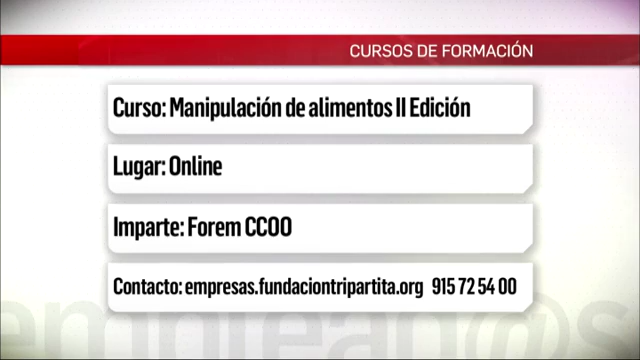 CURSOS DE FORMACIÓN
Curso: Manipulación de alimentos II Edición
Lugar: Online
Imparte: Forem CCOO
Contacto: empresas.fundaciontripartita.org 915 72 54 00
emplead@s